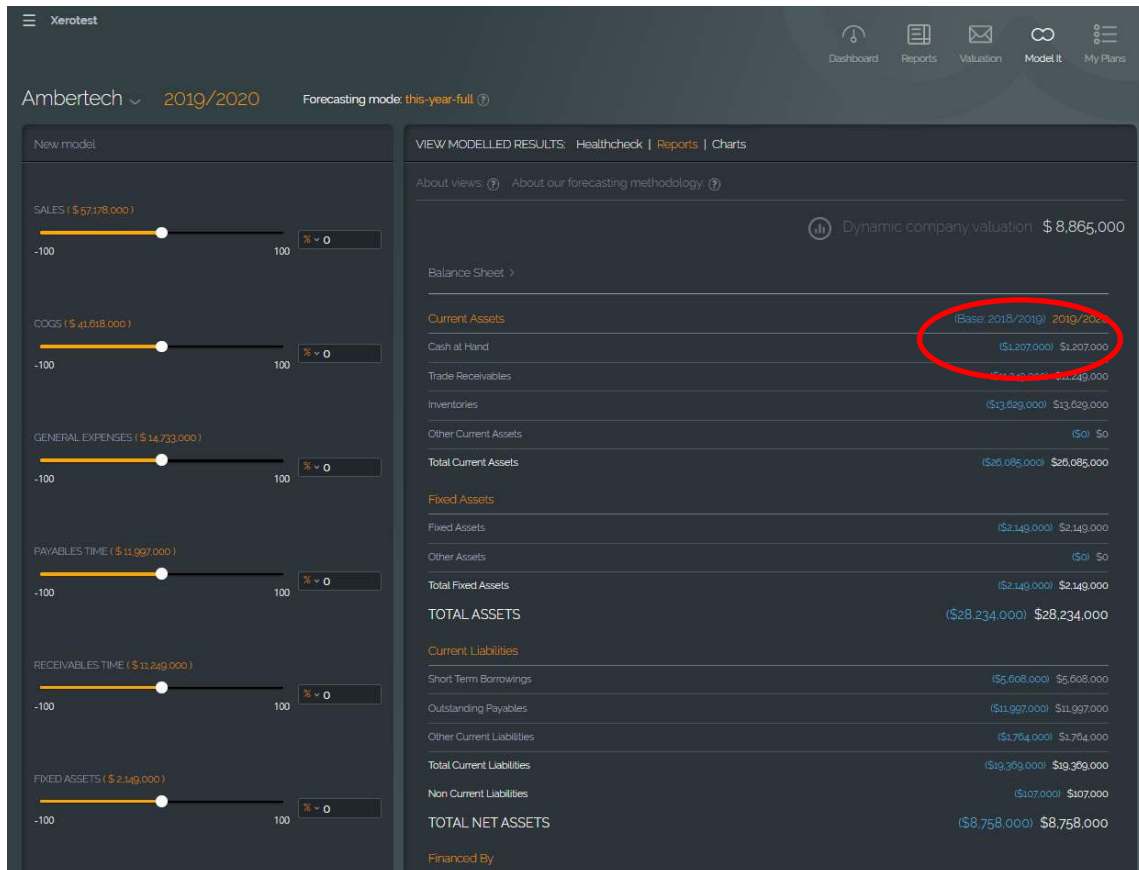 ☰ Xerotest
Dashboard Reports Valuation Model It My Plans
Ambertech 2019/2020 Forecasting mode: this-year-full ?
New model
SALES ( $ 57,178,000 )
-100 100 % 0
COGS ( $ 41,618,000 )
-100 100 % 0
GENERAL EXPENSES ( $ 14,733,000 )
-100 100 % 0
PAYABLES TIME ( $ 11,997,000 )
-100 100 % 0
RECEIVABLES TIME ( $ 11,249,000 )
-100 100 % 0
FIXED ASSETS ( $ 2,149,000 )
-100 100 % 0
VIEW MODELLED RESULTS: Healthcheck | Reports | Charts
About views: ? About our forecasting methodology: ?
Dynamic company valuation $ 8,865,000
Balance Sheet >
Current Assets (Base: 2018/2019) 2019/2020
Cash at Hand ($1,207,000) $1,207,000
Trade Receivables ($11,249,000) $11,249,000
Inventories ($13,629,000) $13,629,000
Other Current Assets ($0) $0
Total Current Assets ($26,085,000) $26,085,000
Fixed Assets
Fixed Assets ($2,149,000) $2,149,000
Other Assets ($0) $0
Total Fixed Assets ($2,149,000) $2,149,000
TOTAL ASSETS ($28,234,000) $28,234,000
Current Liabilities
Short Term Borrowings ($5,608,000) $5,608,000
Outstanding Payables ($11,997,000) $11,997,000
Other Current Liabilities ($1,764,000) $1,764,000
Total Current Liabilities ($19,369,000) $19,369,000
Non Current Liabilities ($107,000) $107,000
TOTAL NET ASSETS ($8,758,000) $8,758,000
Financed By